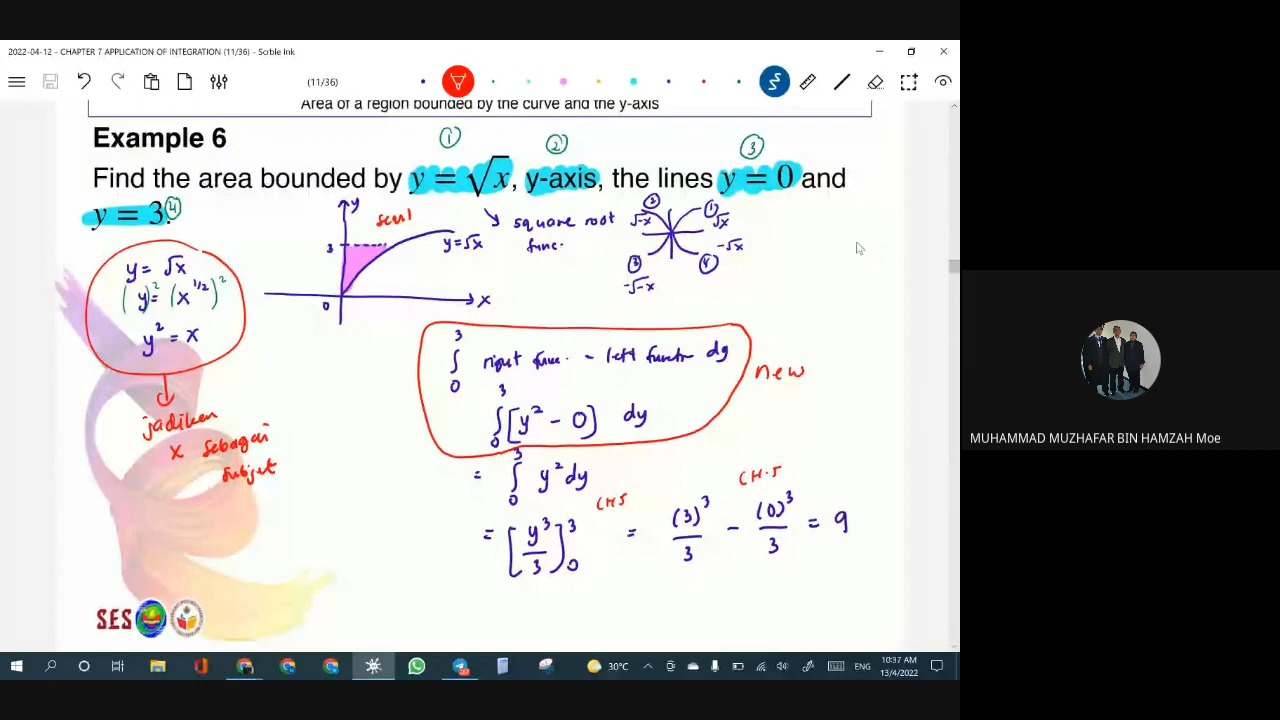 2022-04-12 - CHAPTER 7 APPLICATION OF INTEGRATION (11/36) - Scrble Ink
(11/36)
Area of a region bounded by the curve and the y-axis
Example 6
① ② ③
Find the area bounded by y = √x, y-axis, the lines y = 0 and
y = 3. ④
y
3
0
x
y = √x
square root
func.
② √-x
① √x
③ -√-x
④ -√x
y = √x
(y)² = (x^1/2)²
y² = x
jadikan
x sebagai
subjek
∫₀³ right func. - left functn dy
new
∫₀³ [y² - 0] dy
= ∫₀³ y² dy
CH 5
CH.5
= [y³/3]₀³ = (3)³/3 - (0)³/3 = 9
SES
MUHAMMAD MUZHAFAR BIN HAMZAH Moe
30°C
ENG
10:37 AM
13/4/2022